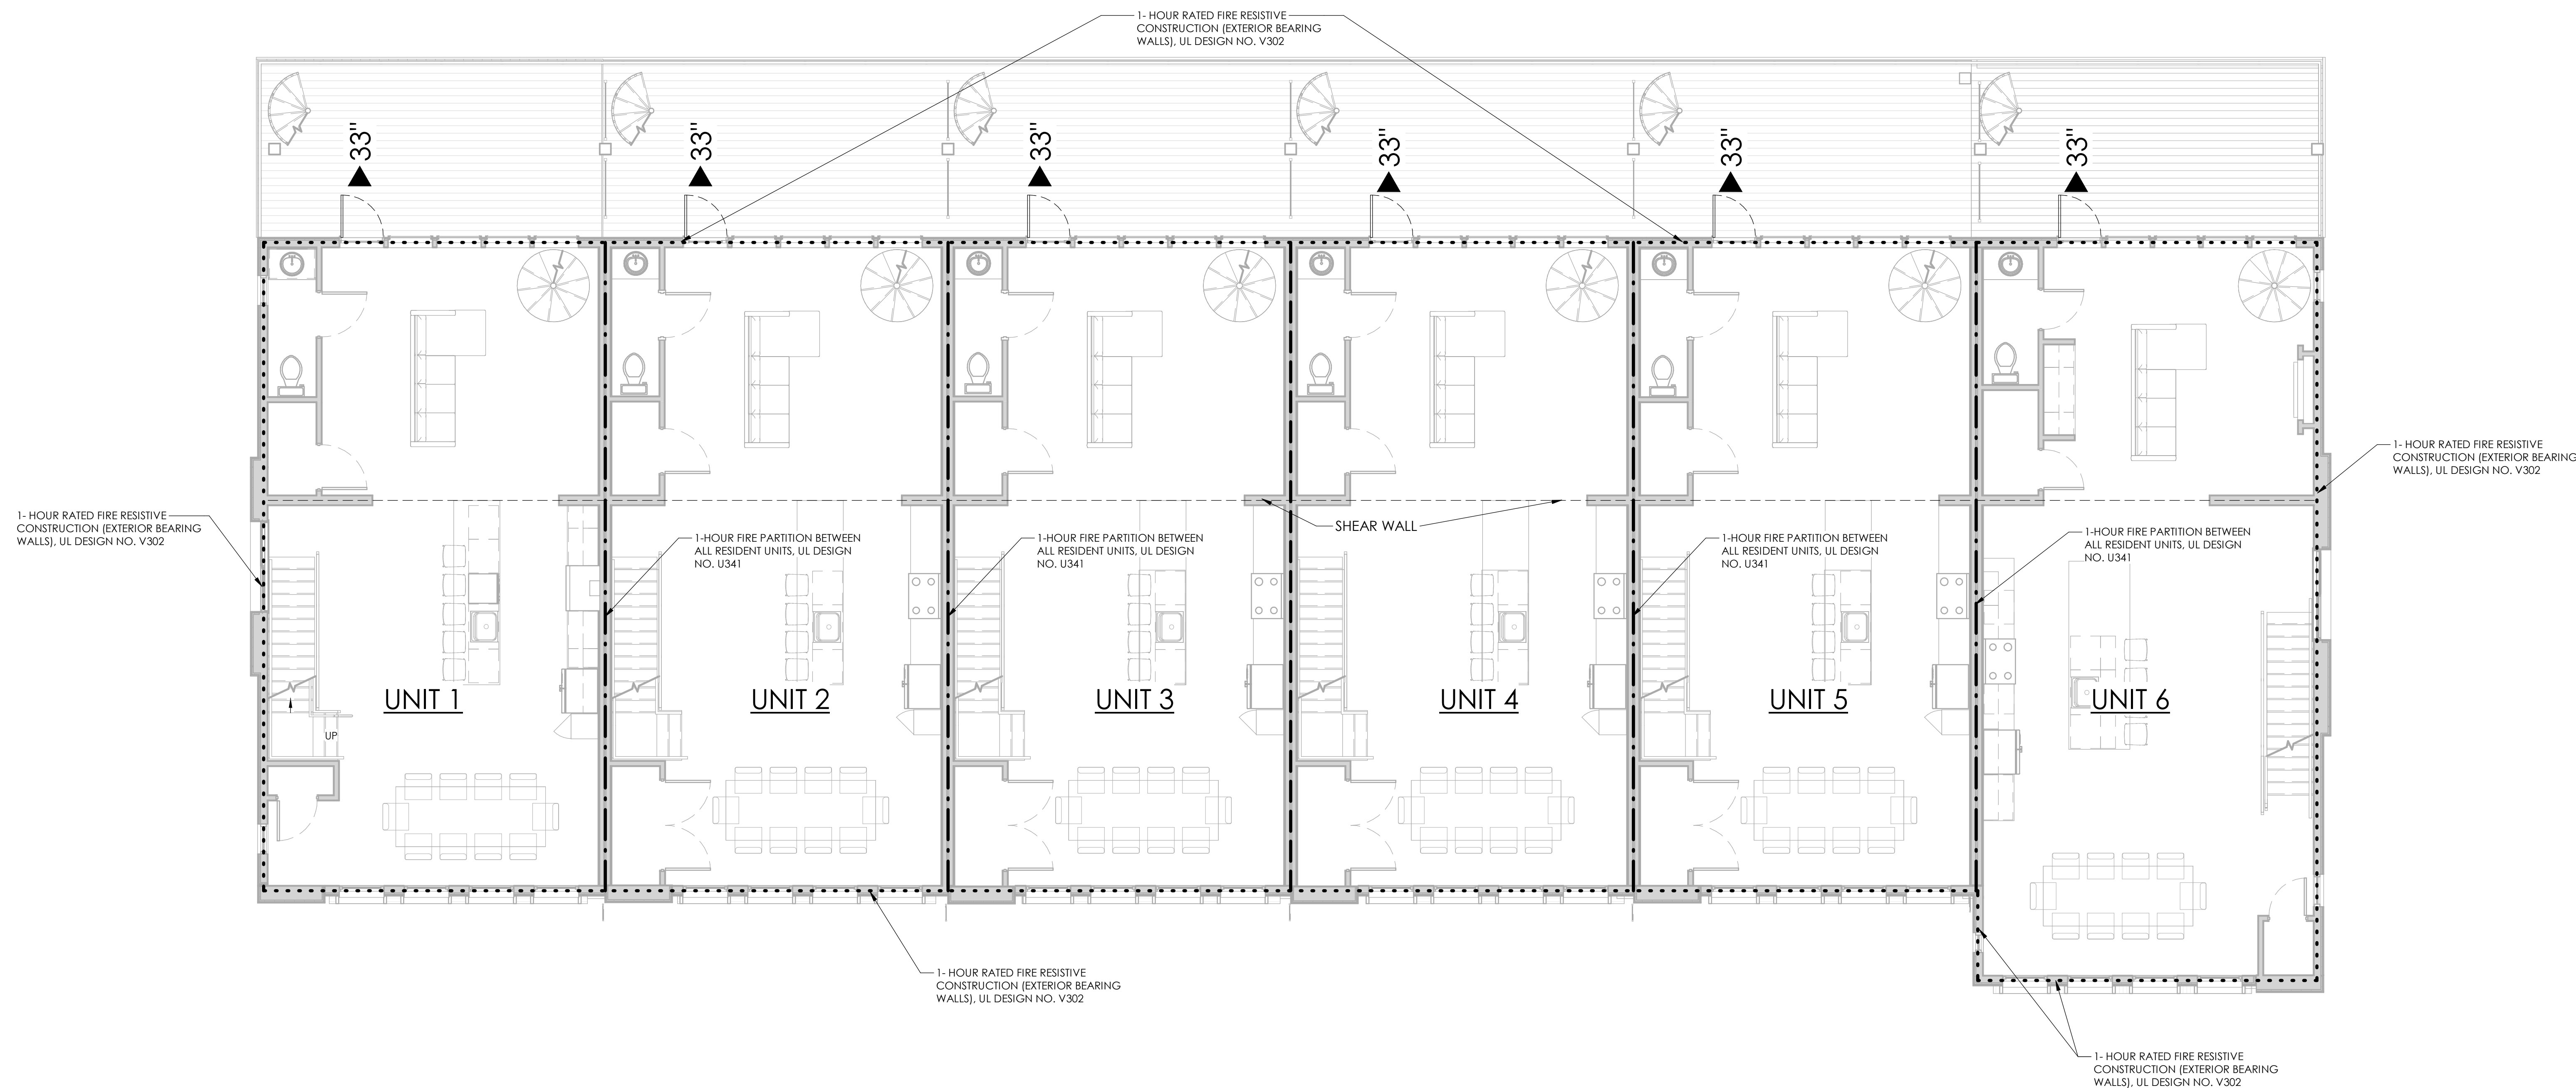 1- HOUR RATED FIRE RESISTIVE
CONSTRUCTION (EXTERIOR BEARING
WALLS), UL DESIGN NO. V302
33"
33"
33"
33"
33"
33"
1- HOUR RATED FIRE RESISTIVE
CONSTRUCTION (EXTERIOR BEARING
WALLS), UL DESIGN NO. V302
1- HOUR RATED FIRE RESISTIVE
CONSTRUCTION (EXTERIOR BEARING
WALLS), UL DESIGN NO. V302
SHEAR WALL
1-HOUR FIRE PARTITION BETWEEN
ALL RESIDENT UNITS, UL DESIGN
NO. U341
1-HOUR FIRE PARTITION BETWEEN
ALL RESIDENT UNITS, UL DESIGN
NO. U341
1-HOUR FIRE PARTITION BETWEEN
ALL RESIDENT UNITS, UL DESIGN
NO. U341
1-HOUR FIRE PARTITION BETWEEN
ALL RESIDENT UNITS, UL DESIGN
NO. U341
UNIT 1
UNIT 2
UNIT 3
UNIT 4
UNIT 5
UNIT 6
UP
1- HOUR RATED FIRE RESISTIVE
CONSTRUCTION (EXTERIOR BEARING
WALLS), UL DESIGN NO. V302
1- HOUR RATED FIRE RESISTIVE
CONSTRUCTION (EXTERIOR BEARING
WALLS), UL DESIGN NO. V302